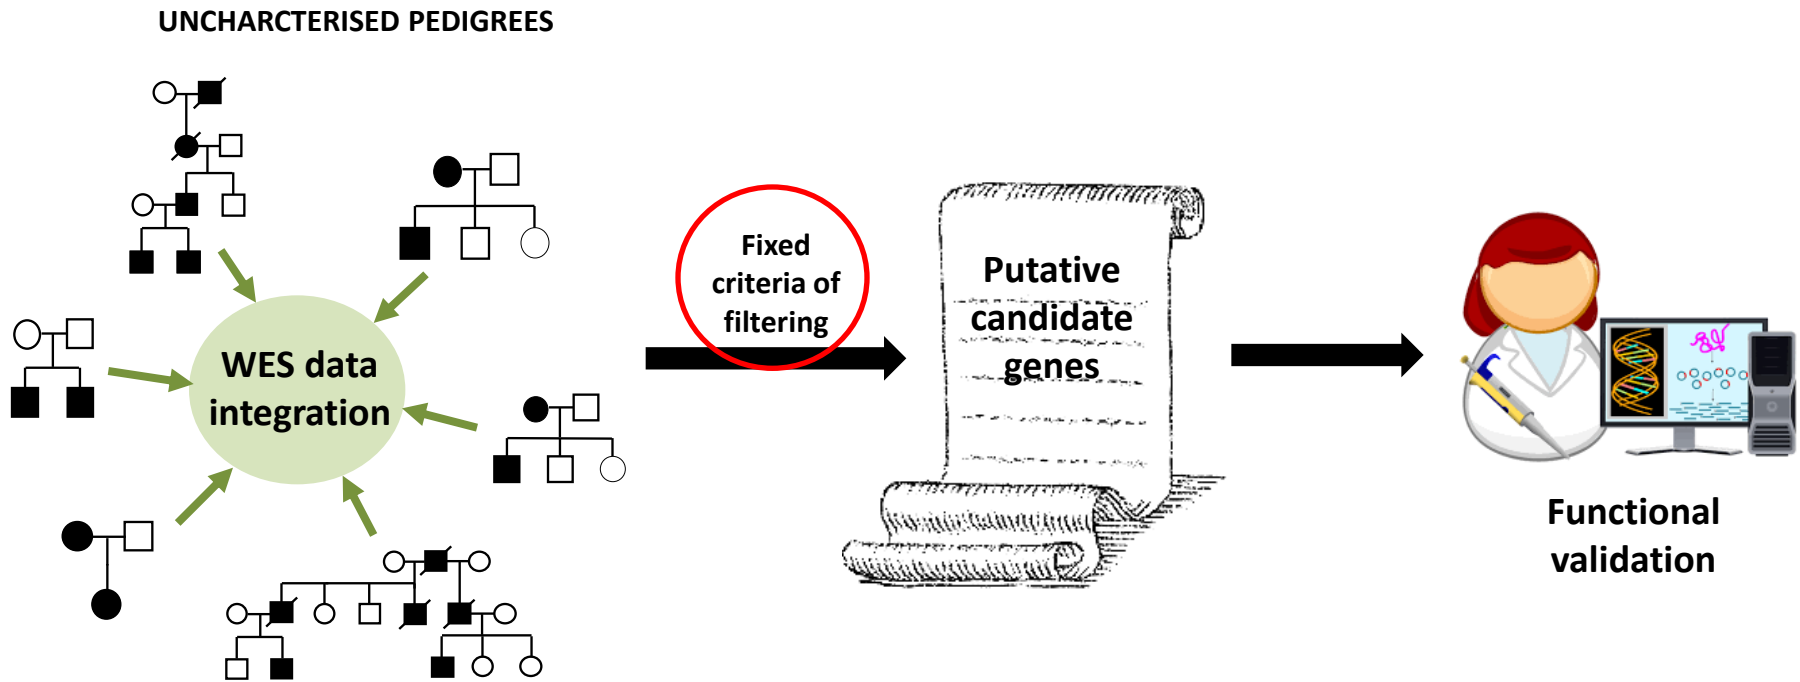 UNCHARCTERISED PEDIGREES
WES data
integration
Fixed
criteria of
filtering
Putative
candidate
genes
Functional
validation